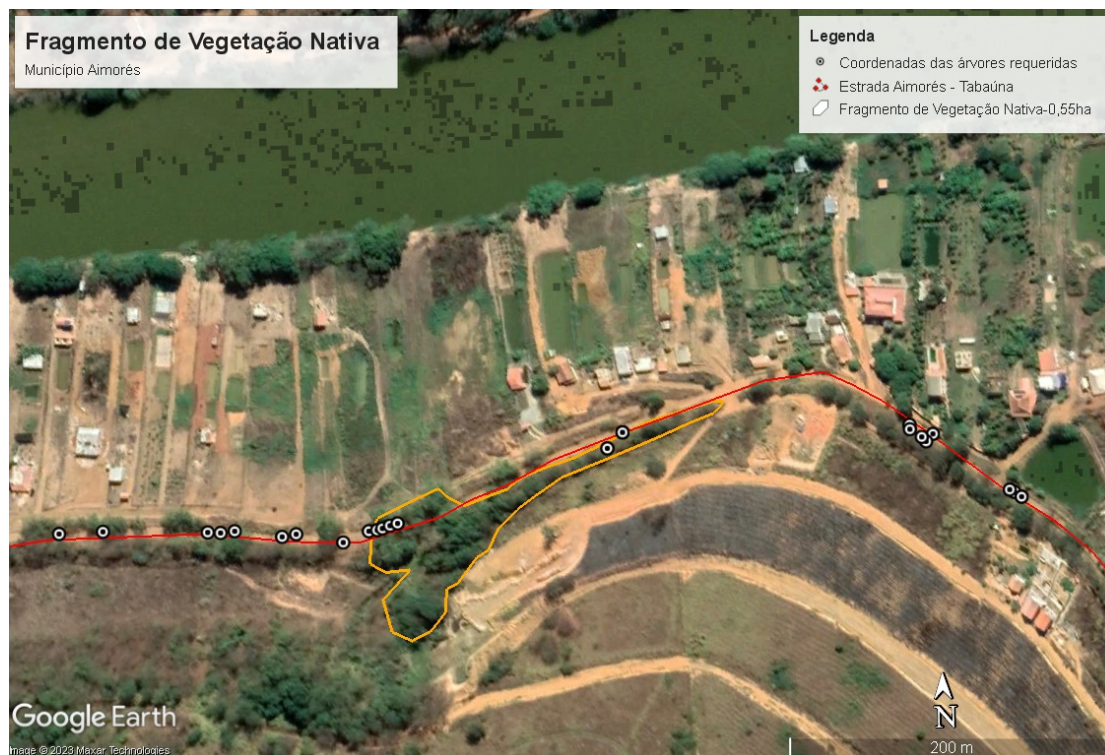 Fragmento de Vegetação Nativa
Município Aimorés
Legenda
Coordenadas das árvores requeridas
Estrada Aimorés - Tabaúna
Fragmento de Vegetação Nativa-0,55ha
N
Google Earth
Image © 2023 Maxar Technologies
200 m